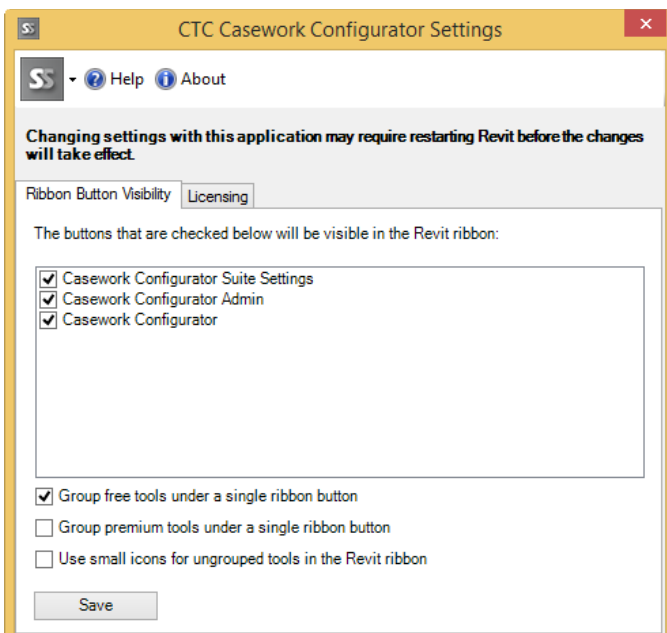 SS
CTC Casework Configurator Settings
SS Help About
Changing settings with this application may require restarting Revit before the changes
will take effect.
Ribbon Button Visibility Licensing
The buttons that are checked below will be visible in the Revit ribbon:
Casework Configurator Suite Settings
Casework Configurator Admin
Casework Configurator
Group free tools under a single ribbon button
Group premium tools under a single ribbon button
Use small icons for ungrouped tools in the Revit ribbon
Save